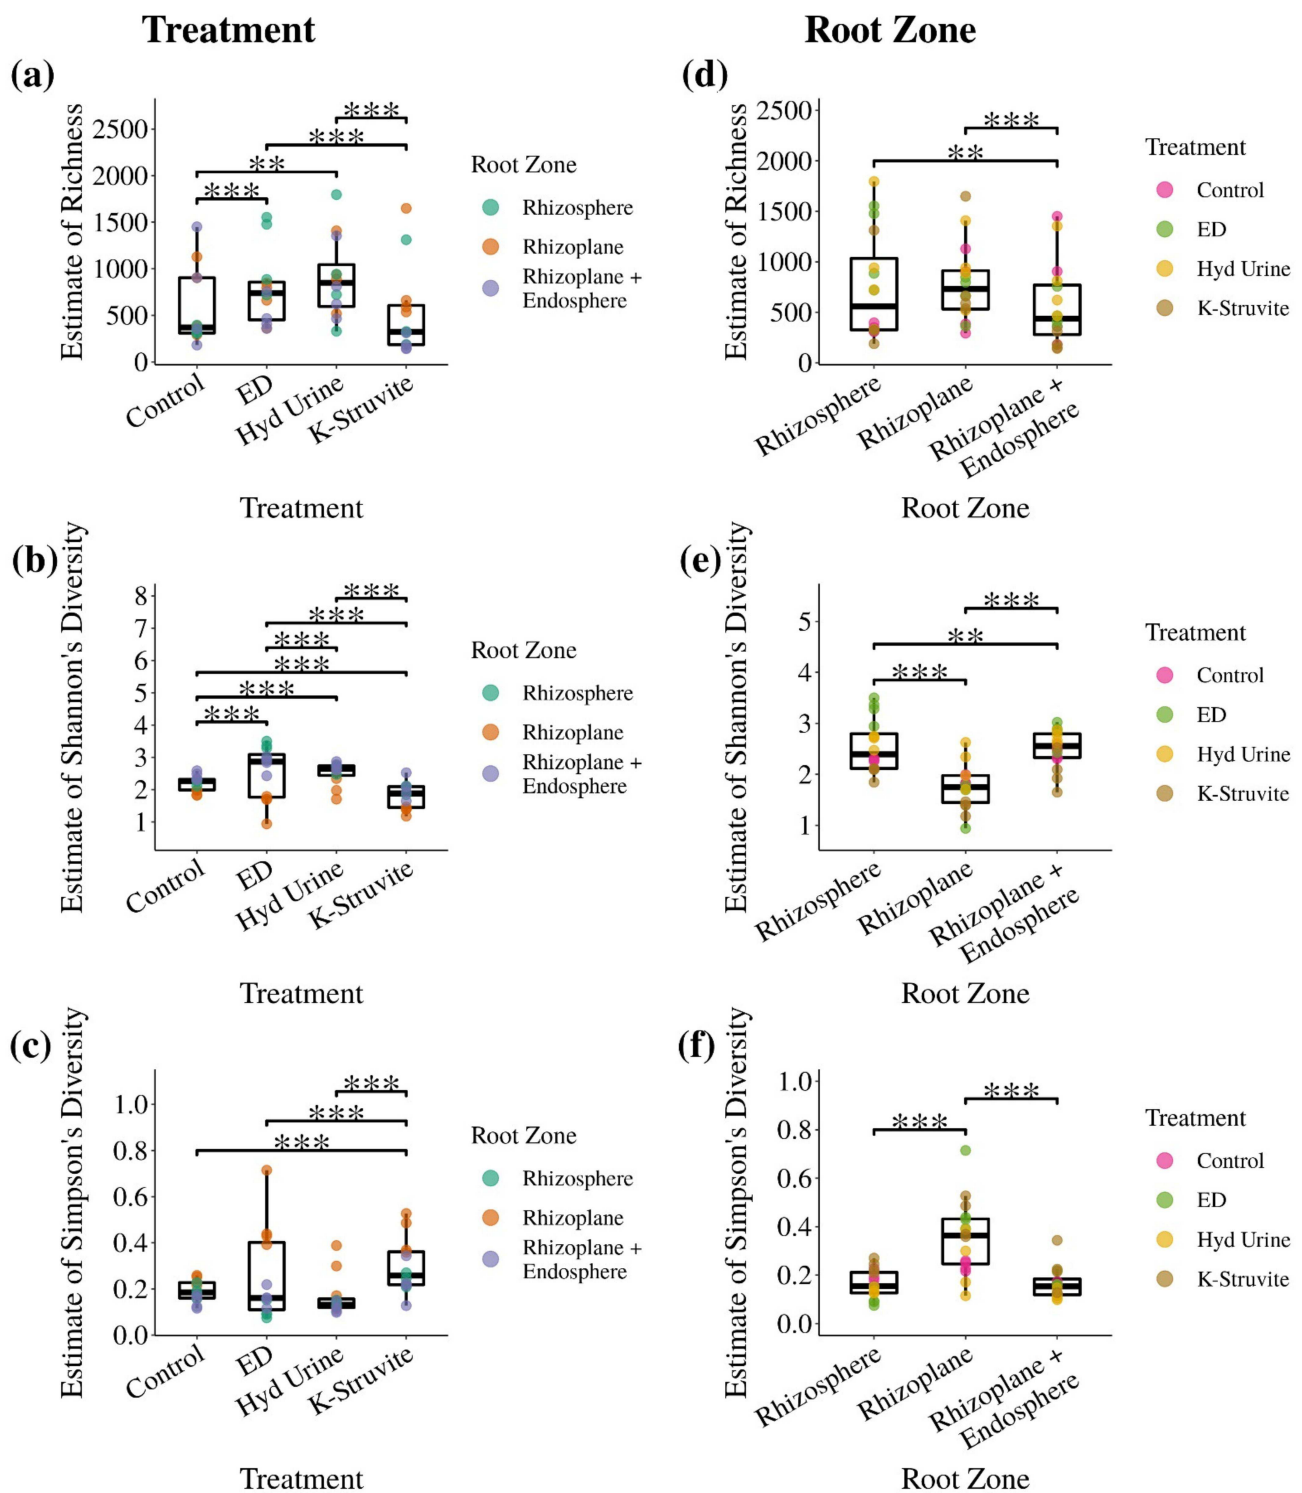 Treatment
Root Zone
(a)
Estimate of Richness
2500
2000
1500
1000
500
0
***
***
**
***
Control
ED
Hyd Urine
K-Struvite
Treatment
Root Zone
Rhizosphere
Rhizoplane
Rhizoplane +
Endosphere
(d)
Estimate of Richness
2500
2000
1500
1000
500
0
***
**
Rhizosphere
Rhizoplane
Rhizoplane +
Endosphere
Root Zone
Treatment
Control
ED
Hyd Urine
K-Struvite
(b)
Estimate of Shannon's Diversity
8
7
6
5
4
3
2
1
***
***
***
***
***
***
Control
ED
Hyd Urine
K-Struvite
Treatment
Root Zone
Rhizosphere
Rhizoplane
Rhizoplane +
Endosphere
(e)
Estimate of Shannon's Diversity
5
4
3
2
1
***
**
***
Rhizosphere
Rhizoplane
Rhizoplane +
Endosphere
Root Zone
Treatment
Control
ED
Hyd Urine
K-Struvite
(c)
Estimate of Simpson's Diversity
1.0
0.8
0.6
0.4
0.2
0.0
***
***
***
Control
ED
Hyd Urine
K-Struvite
Treatment
Root Zone
Rhizosphere
Rhizoplane
Rhizoplane +
Endosphere
(f)
Estimate of Simpson's Diversity
1.0
0.8
0.6
0.4
0.2
0.0
***
***
Rhizosphere
Rhizoplane
Rhizoplane +
Endosphere
Root Zone
Treatment
Control
ED
Hyd Urine
K-Struvite